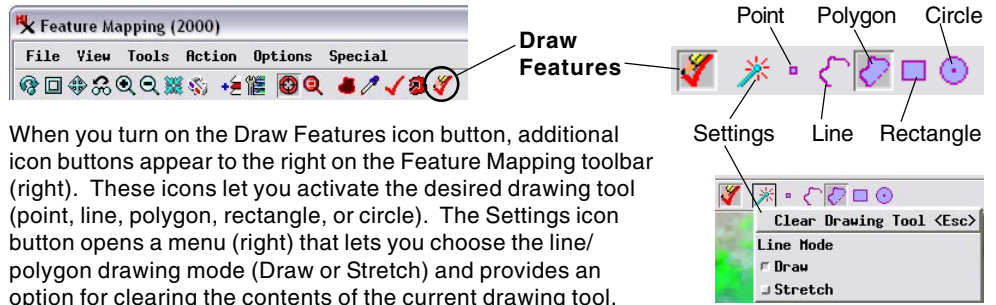 Feature Mapping (2000)
File View Tools Action Options Special
Draw
Features
Point Polygon Circle
Settings Line Rectangle
When you turn on the Draw Features icon button, additional
icon buttons appear to the right on the Feature Mapping toolbar
(right). These icons let you activate the desired drawing tool
(point, line, polygon, rectangle, or circle). The Settings icon
button opens a menu (right) that lets you choose the line/
polygon drawing mode (Draw or Stretch) and provides an
option for clearing the contents of the current drawing tool.
Clear Drawing Tool <Esc>
Line Mode
Draw
Stretch